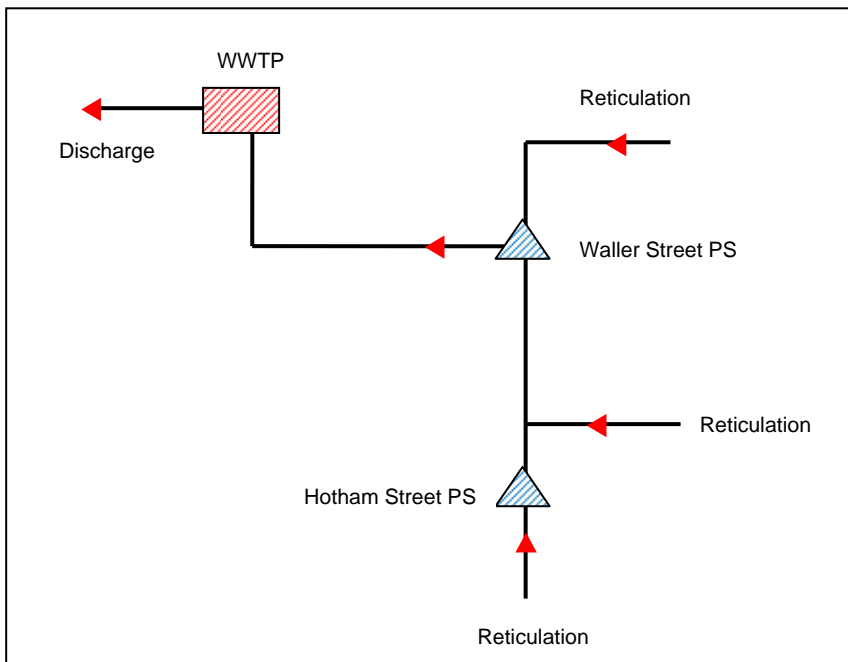 WWTP
Reticulation
Discharge
Waller Street PS
Reticulation
Hotham Street PS
Reticulation